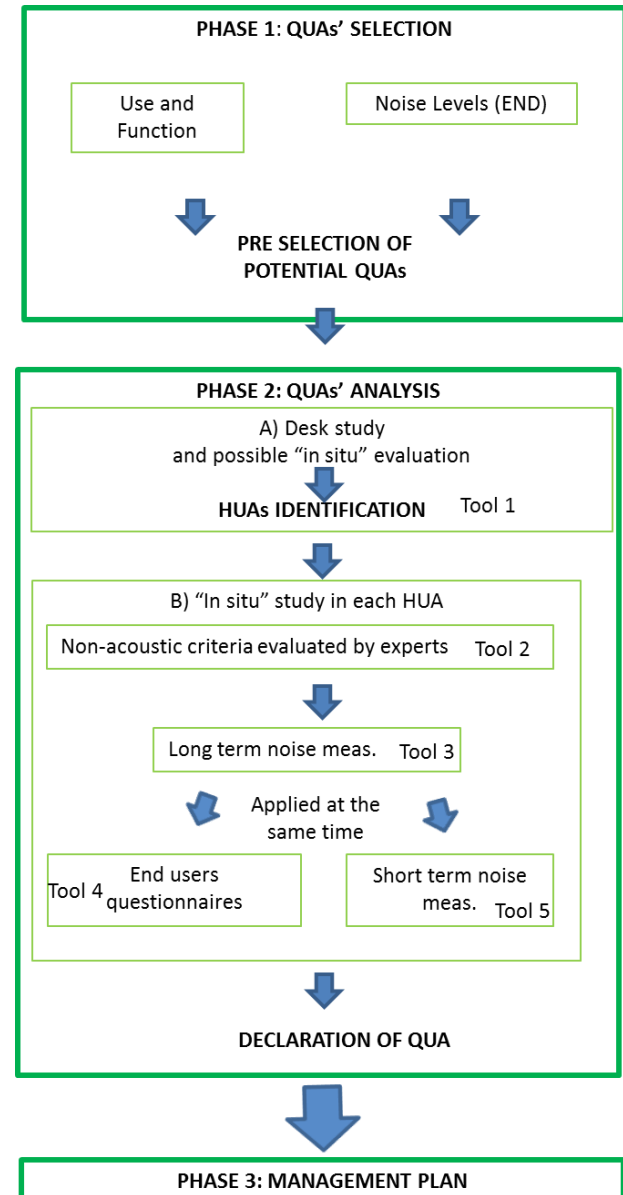 PHASE 1: QUAs' SELECTION
Use and
Function
Noise Levels (END)
PRE SELECTION OF
POTENTIAL QUAs
PHASE 2: QUAs' ANALYSIS
A) Desk study
and possible “in situ” evaluation
HUAs IDENTIFICATION
Tool 1
B) “In situ” study in each HUA
Non-acoustic criteria evaluated by experts
Tool 2
Long term noise meas.
Tool 3
Applied at the
same time
Tool 4
End users
questionnaires
Short term noise
meas.
Tool 5
DECLARATION OF QUA
PHASE 3: MANAGEMENT PLAN